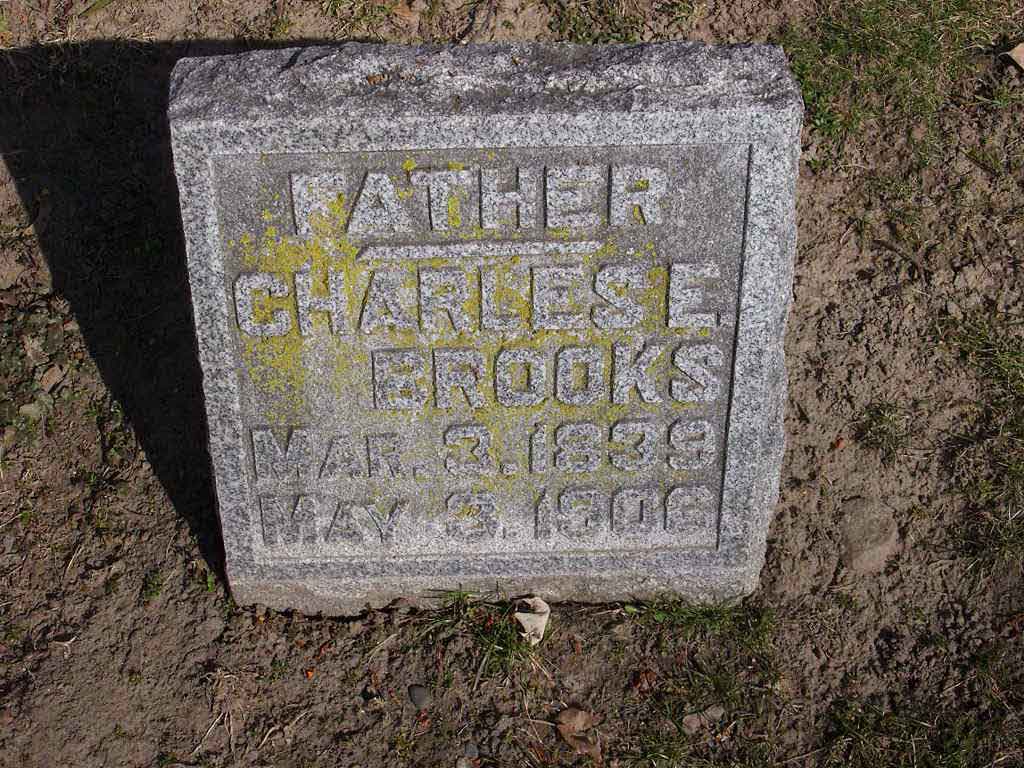 FATHER
CHARLES E.
BROOKS
MAR. 3. 1839
MAY 3. 1906